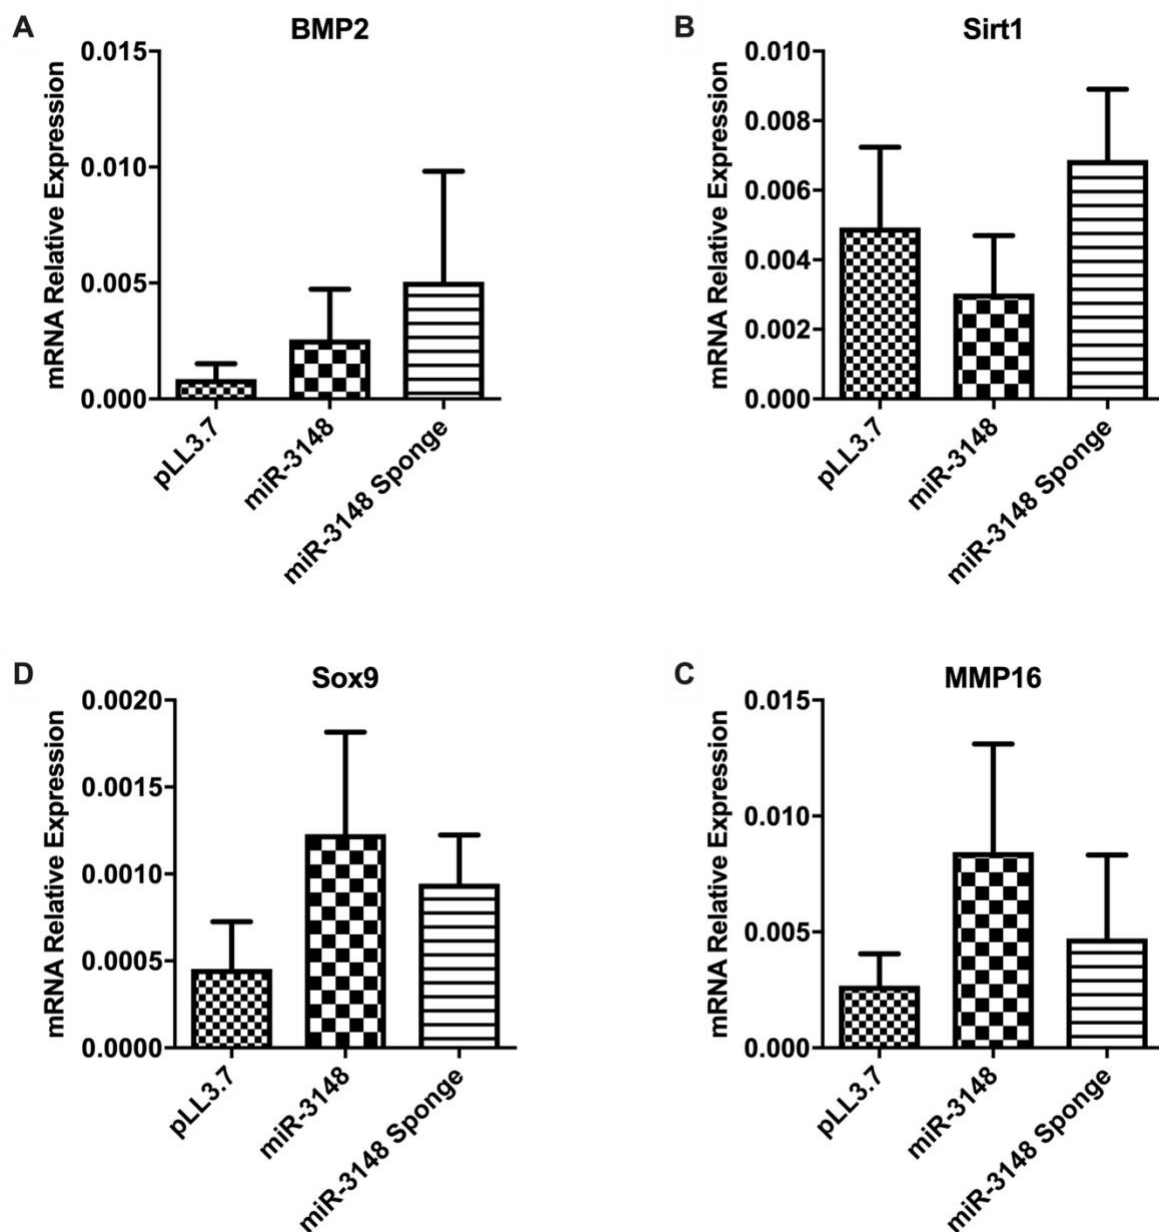 A
BMP2
mRNA Relative Expression
0.015
0.010
0.005
0.000
pLL3.7
miR-3148
miR-3148 Sponge
B
Sirt1
mRNA Relative Expression
0.010
0.008
0.006
0.004
0.002
0.000
pLL3.7
miR-3148
miR-3148 Sponge
D
Sox9
mRNA Relative Expression
0.0020
0.0015
0.0010
0.0005
0.0000
pLL3.7
miR-3148
miR-3148 Sponge
C
MMP16
mRNA Relative Expression
0.015
0.010
0.005
0.000
pLL3.7
miR-3148
miR-3148 Sponge